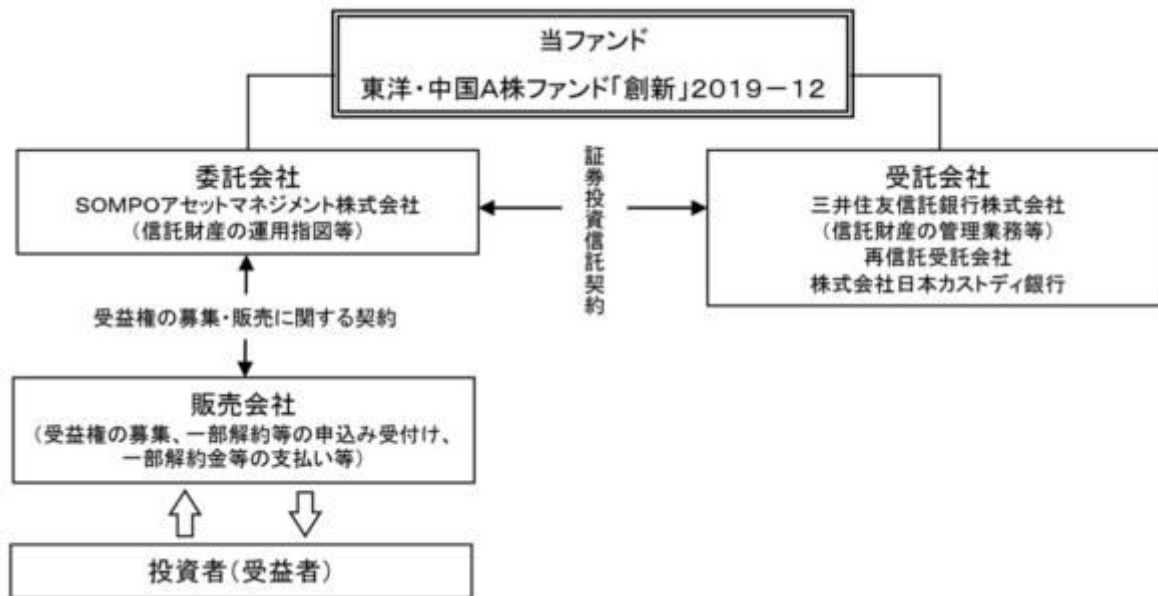 当ファンド
東洋・中国A株ファンド「創新」2019－12
委託会社
SOMPOアセットマネジメント株式会社
(信託財産の運用指図等)
証券投資信託契約
受託会社
三井住友信託銀行株式会社
(信託財産の管理業務等)
再信託受託会社
株式会社日本カストディ銀行
受益権の募集・販売に関する契約
販売会社
(受益権の募集、一部解約等の申込み受付け、
一部解約金等の支払い等)
投資者(受益者)